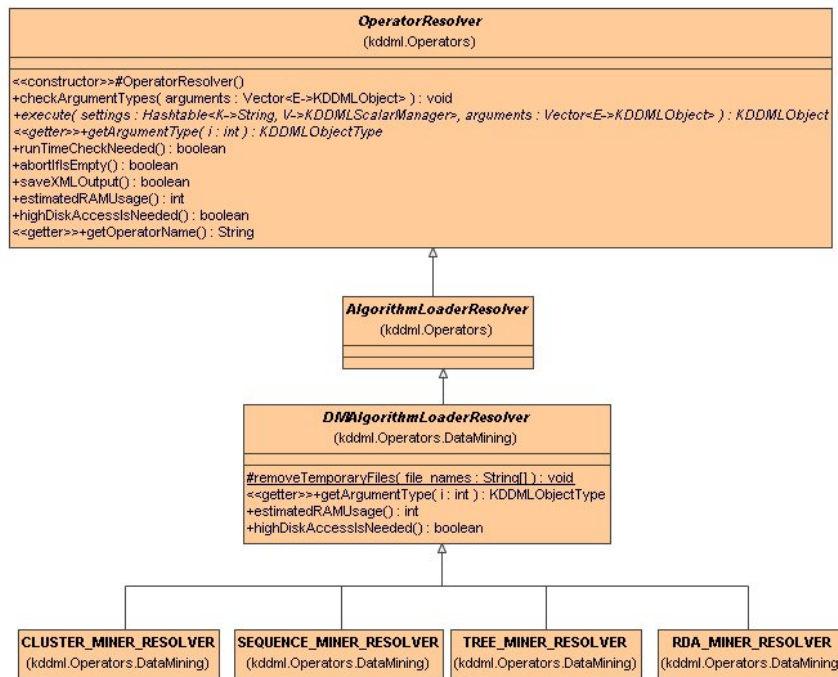 OperatorResolver
(kddml.Operators)
<<constructor>>#OperatorResolver()
+checkArgumentTypes( arguments : Vector<E->KDDMLObject> ) : void
+execute( settings : Hashtable<K->String, V->KDDMLScalarManager>, arguments : Vector<E->KDDMLObject> ) : KDDMLObject
<<getter>>+getArgumentType( i : int ) : KDDMLObjectType
+runTimeCheckNeeded() : boolean
+abortIfIsEmpty() : boolean
+saveXMLOutput() : boolean
+estimatedRAMUsage() : int
+highDiskAccessIsNeeded() : boolean
<<getter>>+getOperatorName() : String
AlgorithmLoaderResolver
(kddml.Operators)
DMAlgorithmLoaderResolver
(kddml.Operators.DataMining)
#removeTemporaryFiles( file_names : String[] ) : void
<<getter>>+getArgumentType( i : int ) : KDDMLObjectType
+estimatedRAMUsage() : int
+highDiskAccessIsNeeded() : boolean
CLUSTER_MINER_RESOLVER
(kddml.Operators.DataMining)
SEQUENCE_MINER_RESOLVER
(kddml.Operators.DataMining)
TREE_MINER_RESOLVER
(kddml.Operators.DataMining)
RDA_MINER_RESOLVER
(kddml.Operators.DataMining)